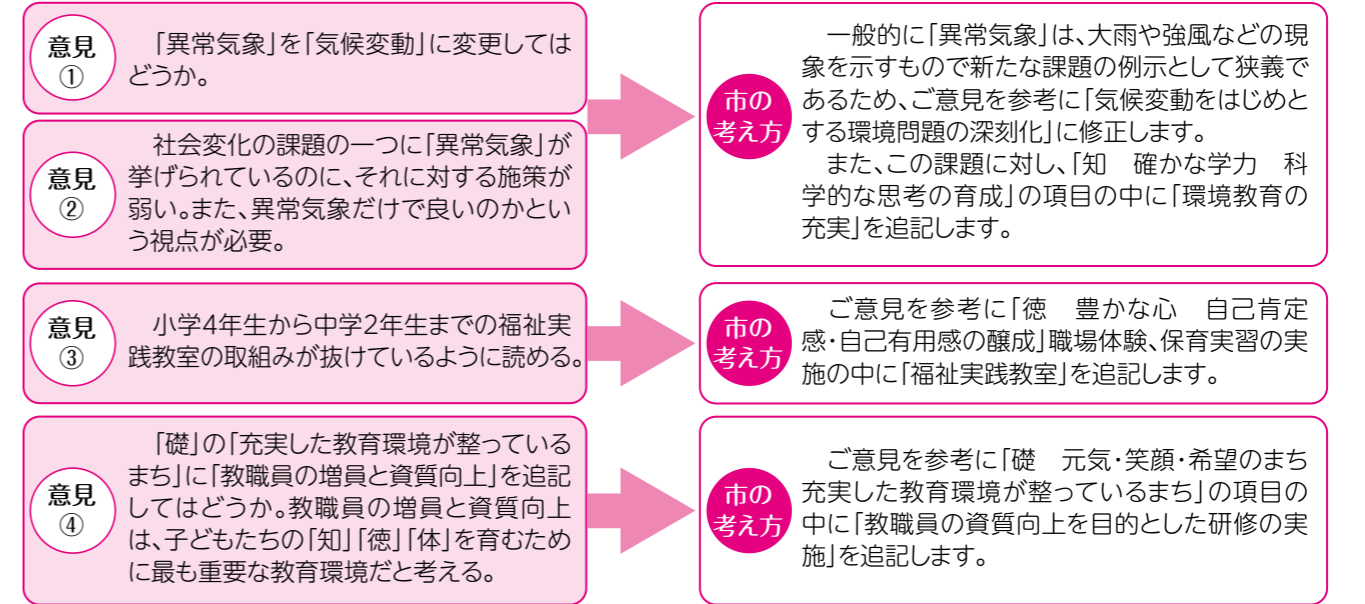 意見
①
「異常気象」を「気候変動」に変更しては
どうか。
意見
②
社会変化の課題の一つに「異常気象」が
挙げられているのに、それに対する施策が
弱い。また、異常気象だけで良いのかとい
う視点が必要。
市の
考え方
一般的に「異常気象」は、大雨や強風などの現
象を示すもので新たな課題の例示として狭義で
あるため、ご意見を参考に「気候変動をはじめと
する環境問題の深刻化」に修正します。
また、この課題に対し、「知　確かな学力　科
学的な思考の育成」の項目の中に「環境教育の
充実」を追記します。
意見
③
小学4年生から中学2年生までの福祉実
践教室の取組みが抜けているように読める。
市の
考え方
ご意見を参考に「徳　豊かな心　自己肯定
感・自己有用感の醸成」職場体験、保育実習の実
施の中に「福祉実践教室」を追記します。
意見
④
「礎」の「充実した教育環境が整っている
まち」に「教職員の増員と資質向上」を追記
してはどうか。教職員の増員と資質向上
は、子どもたちの「知」「徳」「体」を育むため
に最も重要な教育環境だと考える。
市の
考え方
ご意見を参考に「礎　元気・笑顔・希望のまち
充実した教育環境が整っているまち」の項目の
中に「教職員の資質向上を目的とした研修の実
施」を追記します。